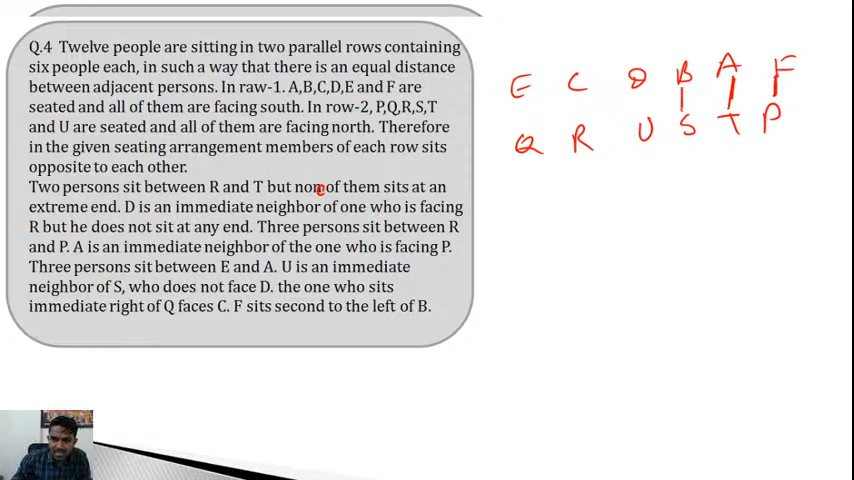 Q.4 Twelve people are sitting in two parallel rows containing
six people each, in such a way that there is an equal distance
between adjacent persons. In raw-1. A,B,C,D,E and F are
seated and all of them are facing south. In row-2, P,Q,R,S,T
and U are seated and all of them are facing north. Therefore
in the given seating arrangement members of each row sits
opposite to each other.
Two persons sit between R and T but none of them sits at an
extreme end. D is an immediate neighbor of one who is facing
R but he does not sit at any end. Three persons sit between R
and P. A is an immediate neighbor of the one who is facing P.
Three persons sit between E and A. U is an immediate
neighbor of S, who does not face D. the one who sits
immediate right of Q faces C. F sits second to the left of B.
E C D B A F
Q R U S T P